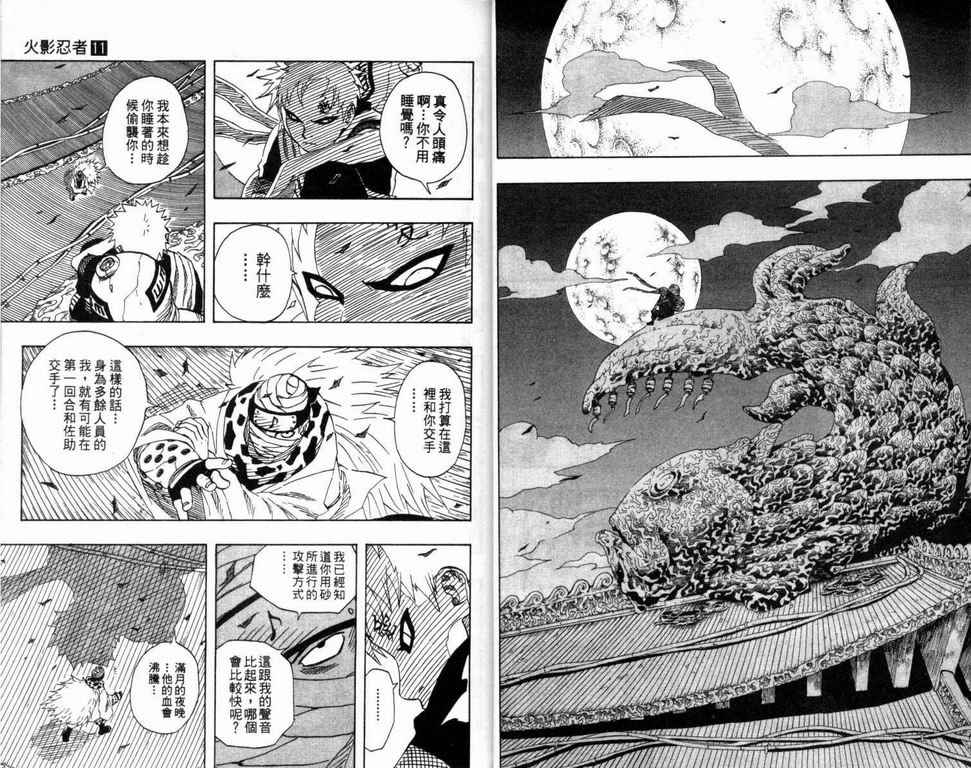 火影忍者 11
真令人頭痛
啊…你不用
睡覺嗎？
我本來想趁
你睡著的時
候偷襲你…
幹什麼
……
我打算在這
裡和你交手
……
這樣的話…
身為多餘人員的
我，就有可能在
第一回合和佐助
交手了…
……
我已經知
道你用砂
所進行的
攻擊方式
……
這跟我的聲音
比起來，哪個
會比較快呢？
滿月的夜晚
…他的血會
沸騰…